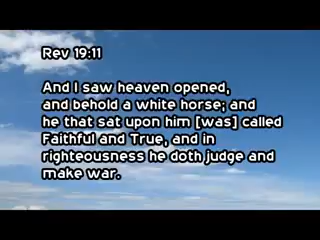 Rev 19:11
And I saw heaven opened,
and behold a white horse; and
he that sat upon him [was] called
Faithful and True, and in
righteousness he doth judge and
make war.